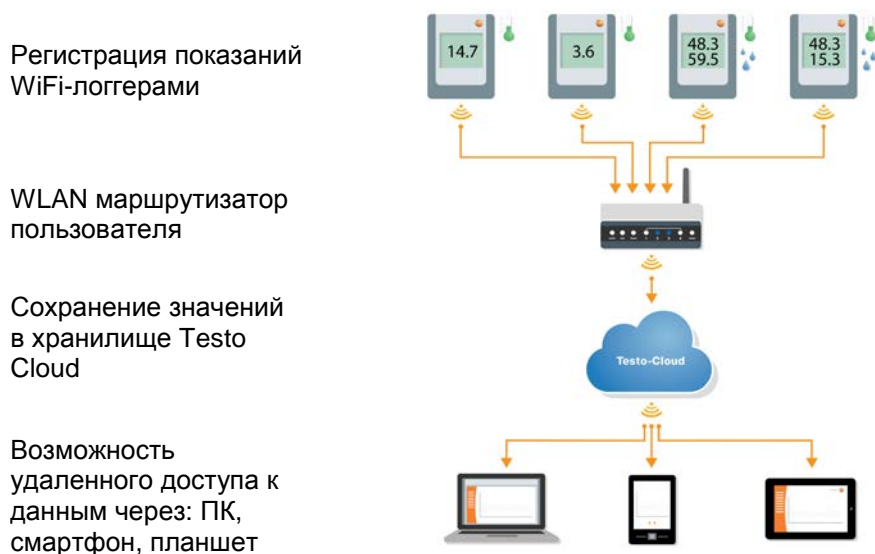 Регистрация показаний
WiFi-логгерами
14.7
3.6
48.3
59.5
48.3
15.3
WLAN маршрутизатор
пользователя
Сохранение значений
в хранилище Testo
Cloud
Testo-Cloud
Возможность
удаленного доступа к
данным через: ПК,
смартфон, планшет